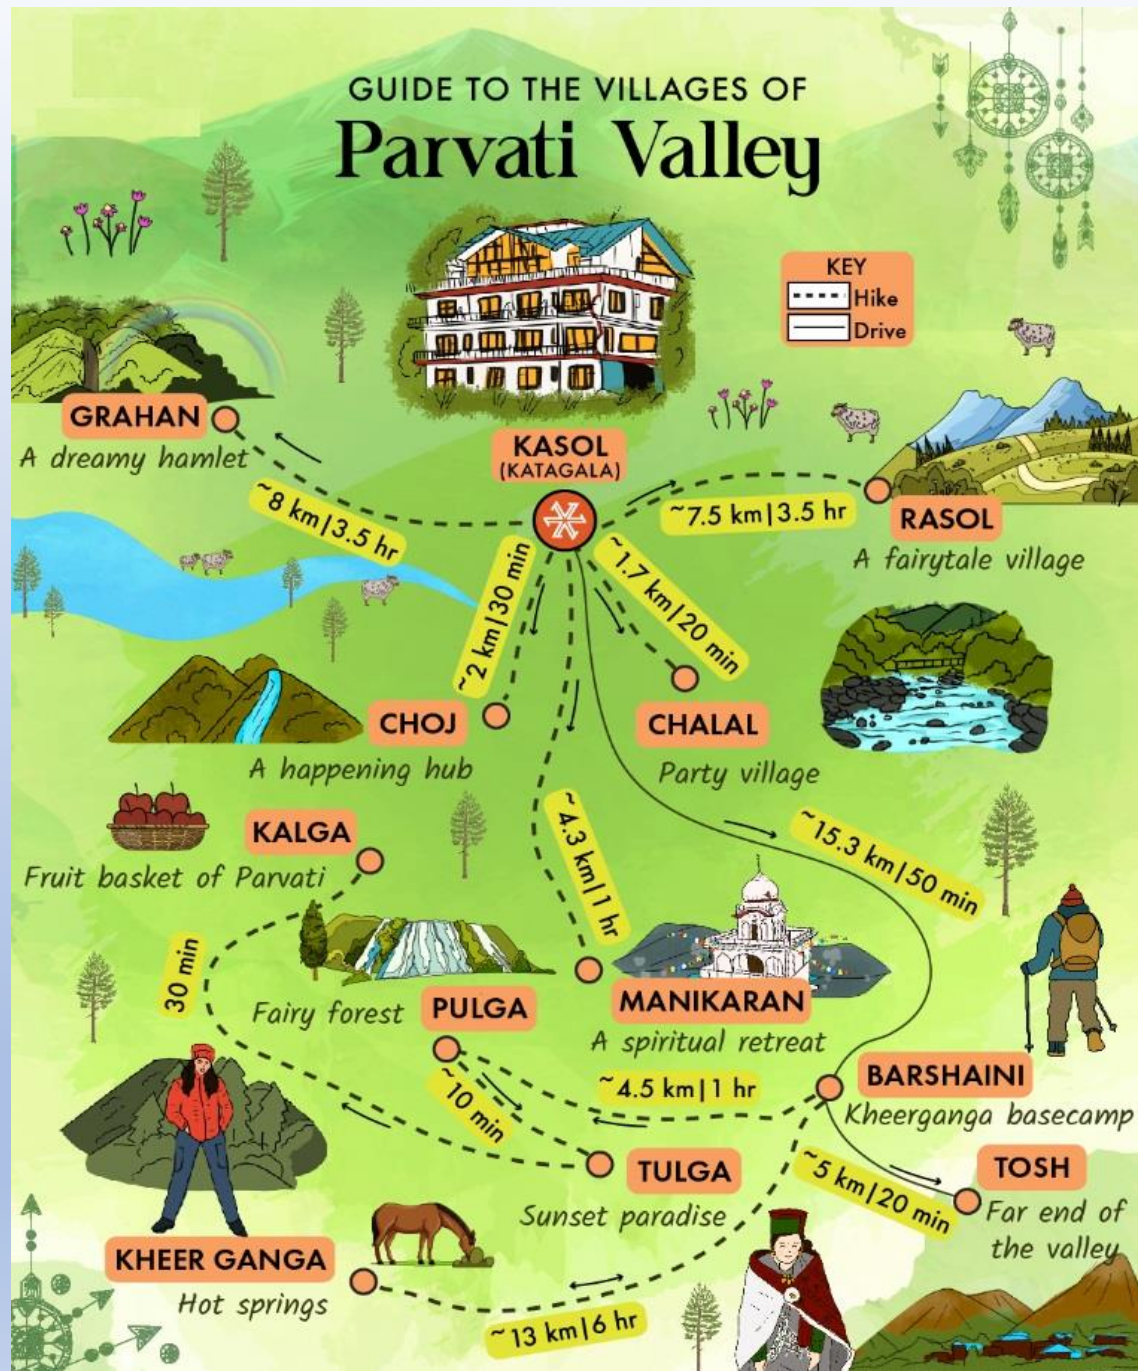 GUIDE TO THE VILLAGES OF
Parvati Valley
KEY
Hike
Drive
GRAHAN
A dreamy hamlet
KASOL
(KATAGALA)
~8 km|3.5 hr
~7.5 km|3.5 hr
RASOL
A fairytale village
~2 km|30 min
~1.7 km|20 min
CHOJ
A happening hub
CHALAL
Party village
KALGA
Fruit basket of Parvati
~ 4.3 km|1 hr
~15.3 km|50 min
30 min
Fairy forest
PULGA
MANIKARAN
A spiritual retreat
~10 min
~4.5 km|1 hr
BARSHAINI
Kheerganga basecamp
TULGA
Sunset paradise
~5 km|20 min
TOSH
Far end of
the valley
KHEER GANGA
Hot springs
~13 km|6 hr